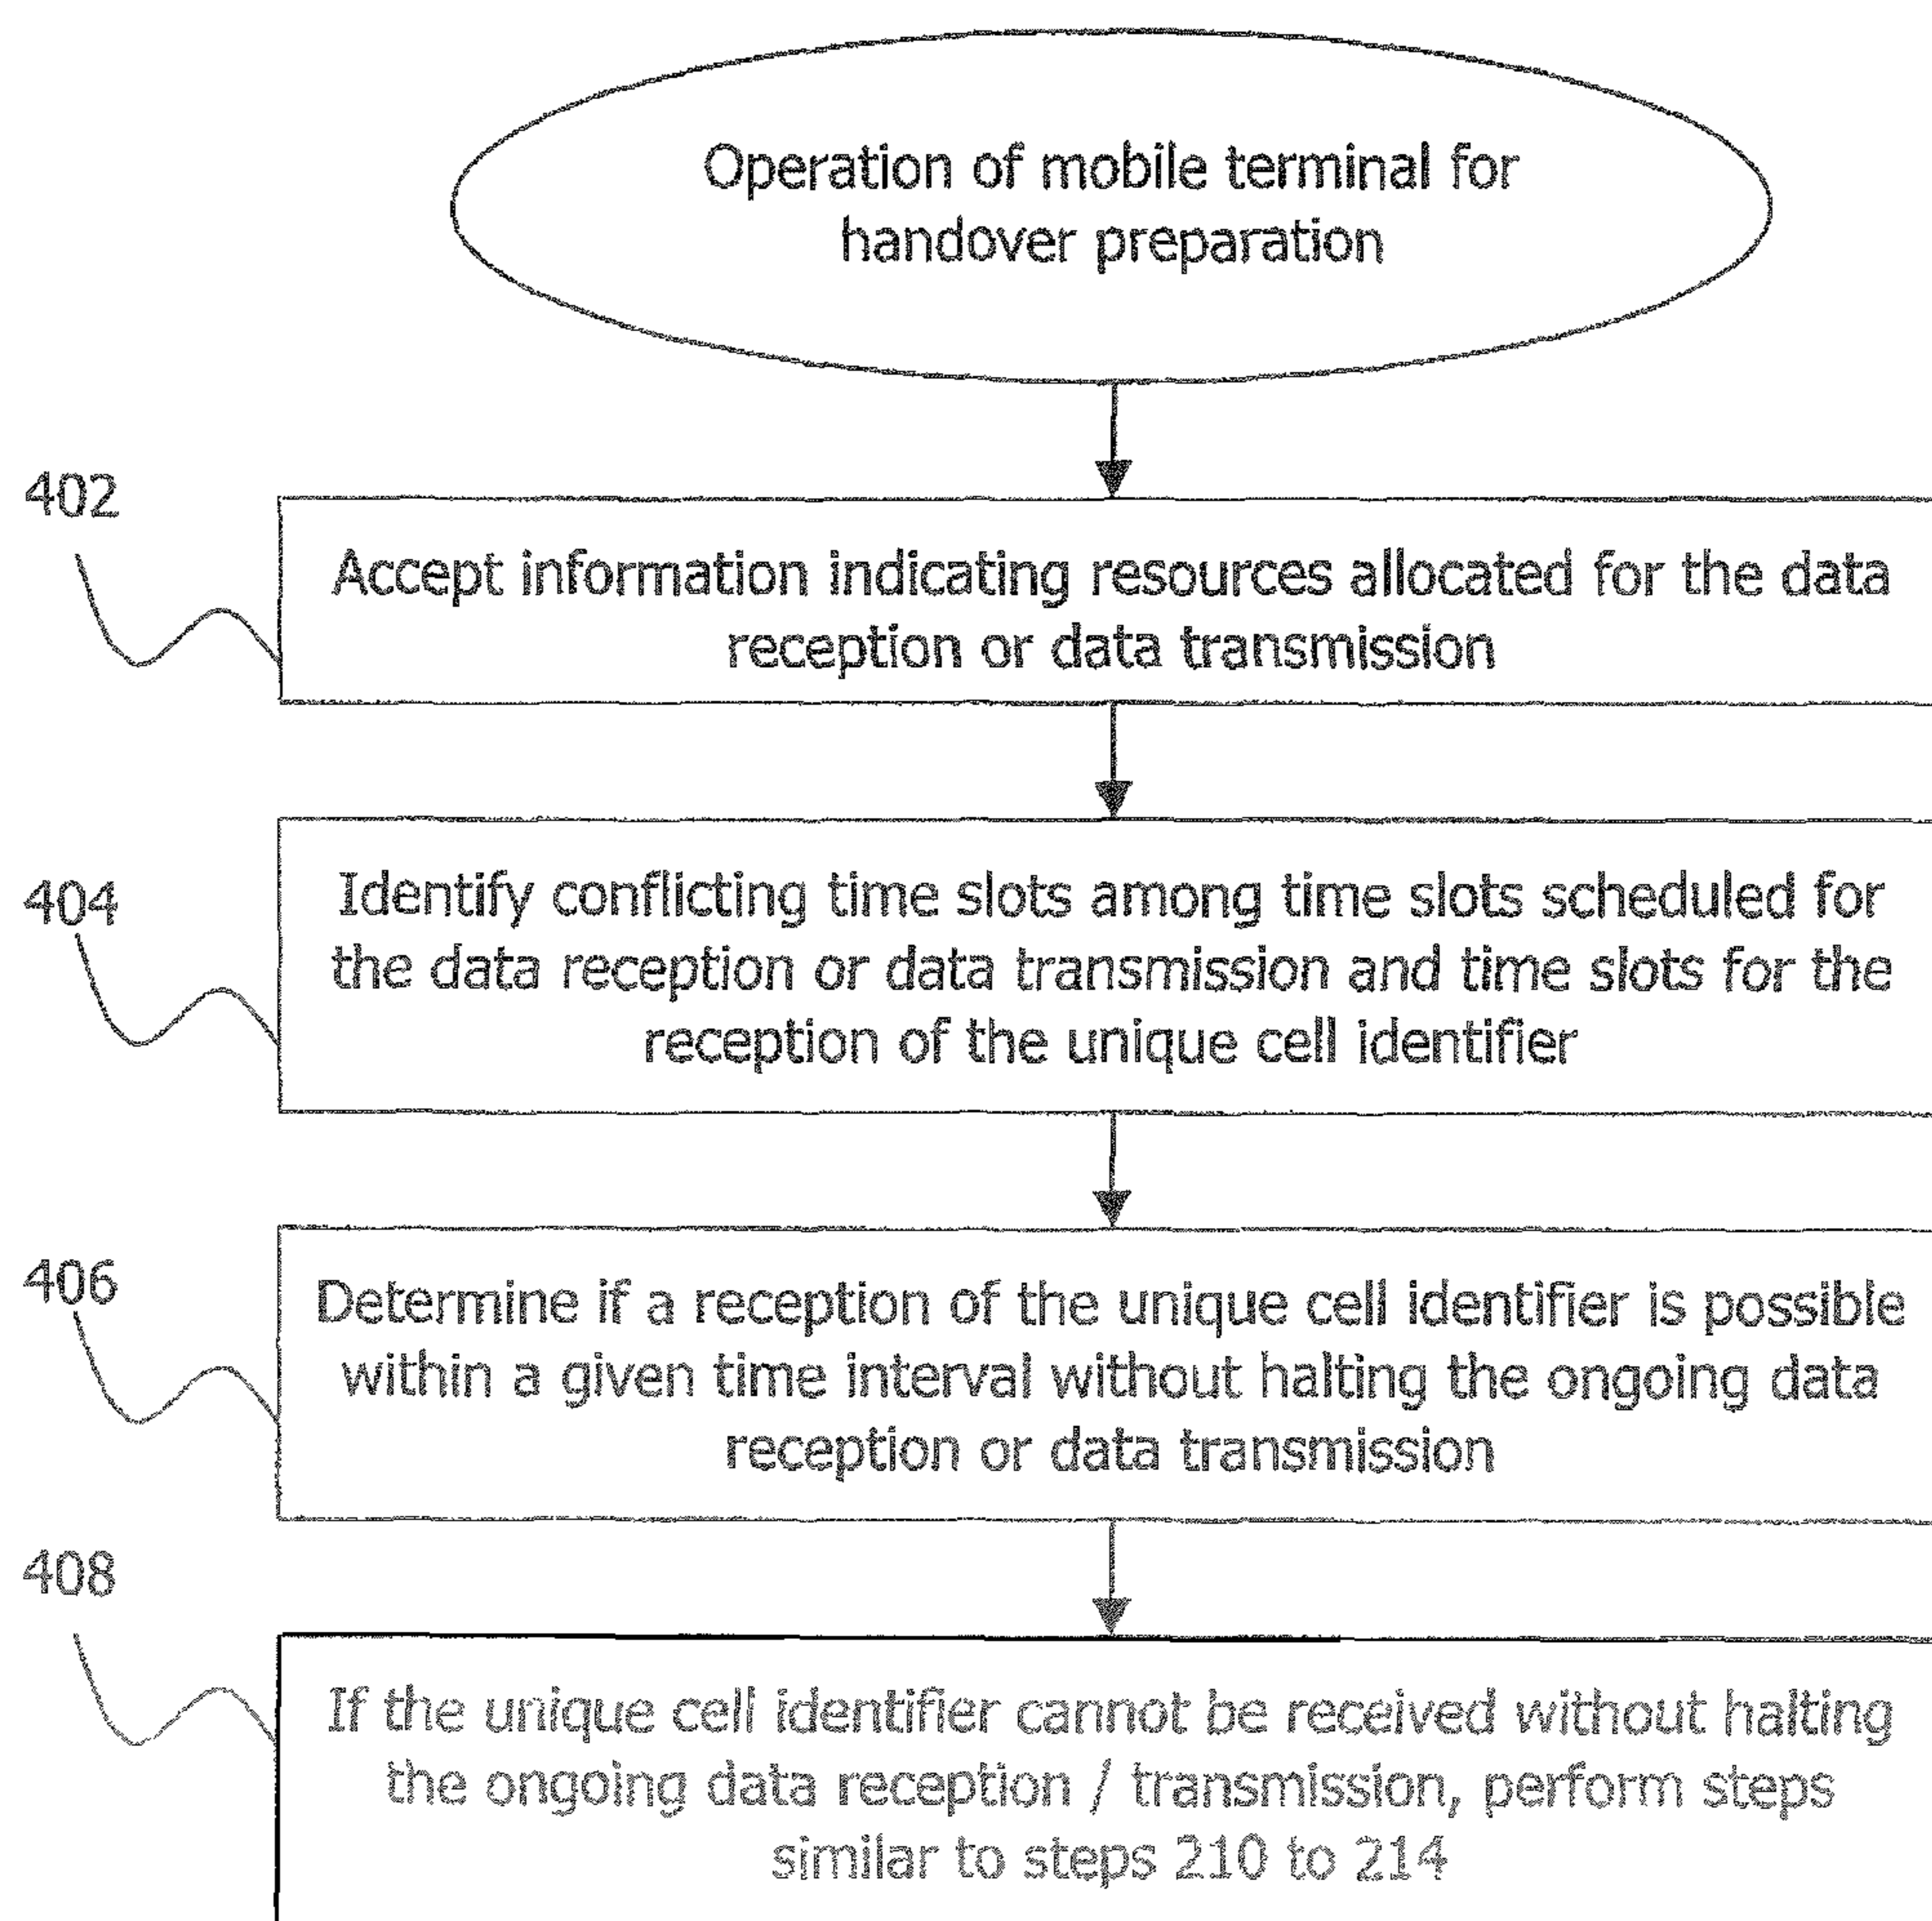 Operation of mobile terminal for
handover preparation
402
Accept information indicating resources allocated for the data
reception or data transmission
404
Identify conflicting time slots among time slots scheduled for
the data reception or data transmission and time slots for the
reception of the unique cell identifier
406
Determine if a reception of the unique cell identifier is possible
within a given time interval without halting the ongoing data
reception or data transmission
408
If the unique cell identifier cannot be received without halting
the ongoing data reception / transmission, perform steps
similar to steps 210 to 214